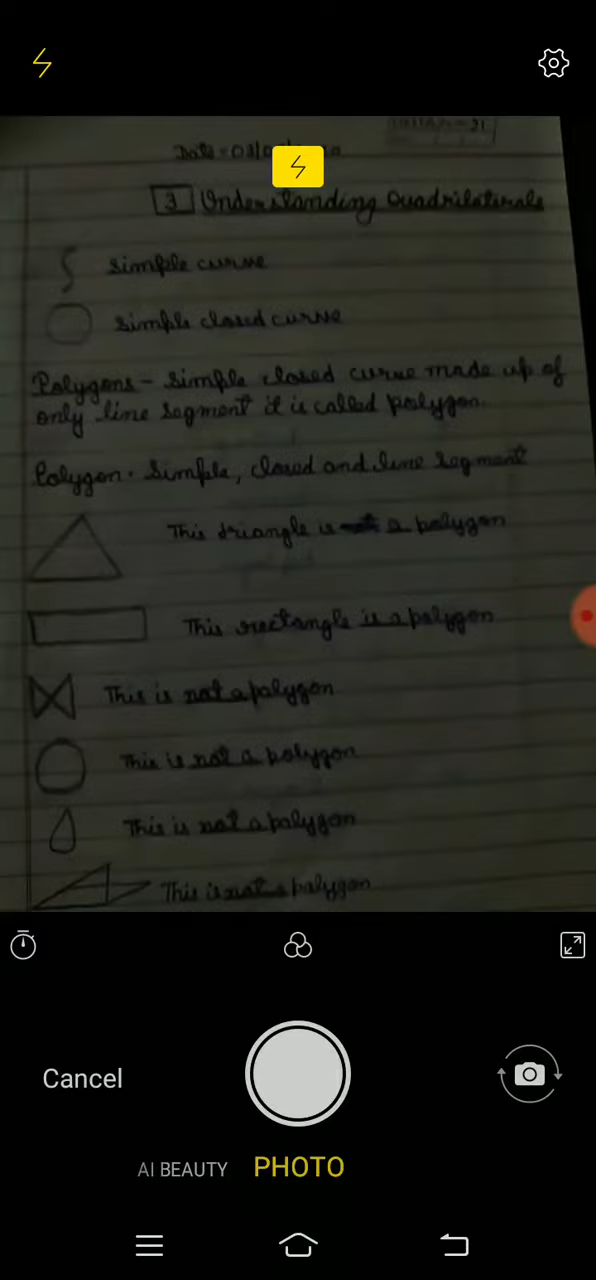 3 Understanding Quadrilaterals
simple curve
simple closed curve
Polygons - simple closed curve made up of
only line segment it is called polygon.
Polygon - Simple, closed and line segment
This triangle is a polygon
This rectangle is a polygon
This is not a polygon
This is not a polygon
This is not a polygon
This is not a polygon
Cancel
AI BEAUTY PHOTO